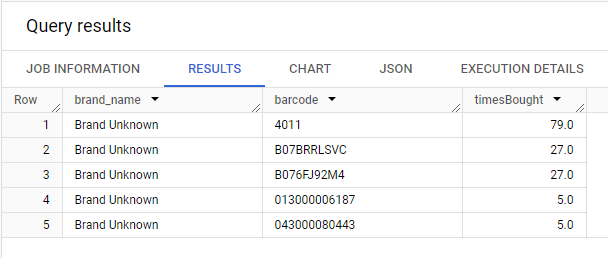 Query results
JOB INFORMATION RESULTS CHART JSON EXECUTION DETAILS
Row brand_name barcode timesBought
1 Brand Unknown 4011 79.0
2 Brand Unknown B07BRRLSVC 27.0
3 Brand Unknown B076FJ92M4 27.0
4 Brand Unknown 013000006187 5.0
5 Brand Unknown 043000080443 5.0